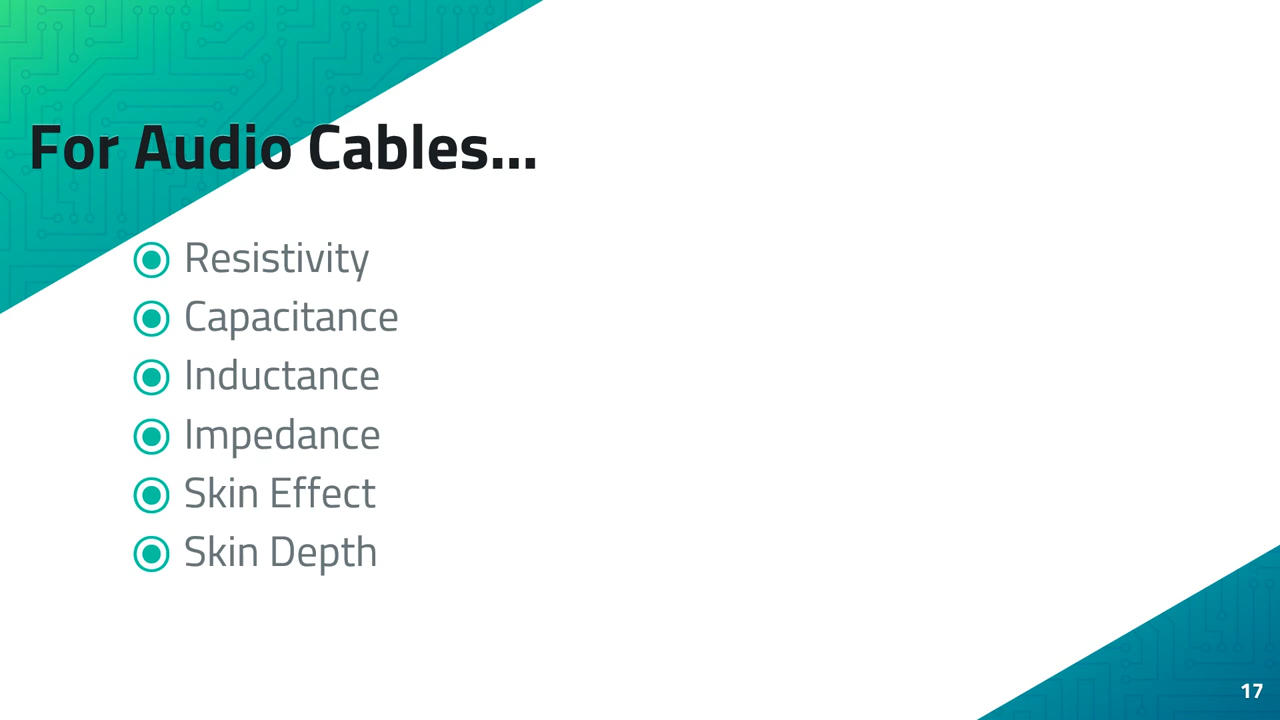 For Audio Cables...
Resistivity
Capacitance
Inductance
Impedance
Skin Effect
Skin Depth
17